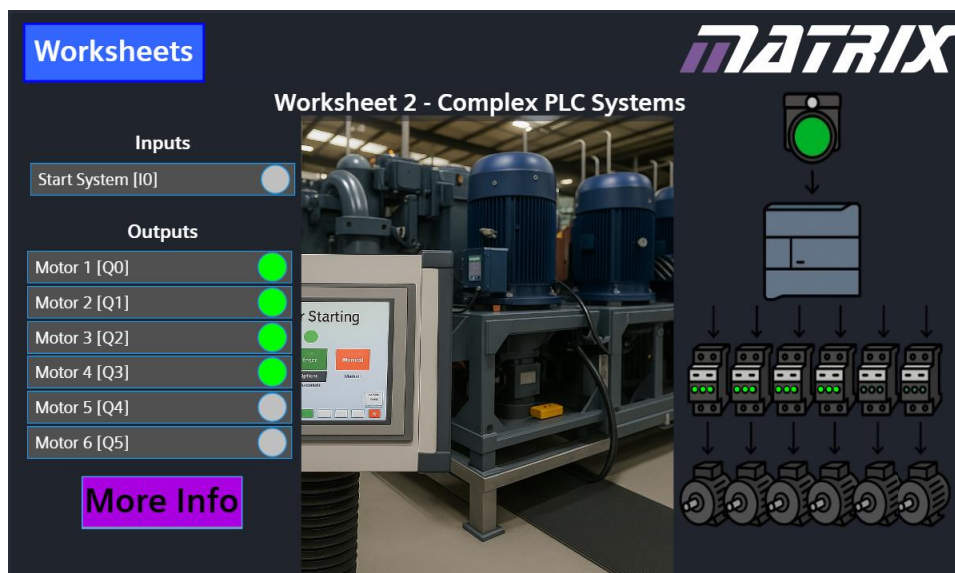 Worksheets
MATRIX
Worksheet 2 - Complex PLC Systems
Inputs
Start System [I0]
Outputs
Motor 1 [Q0]
Motor 2 [Q1]
Motor 3 [Q2]
Motor 4 [Q3]
Motor 5 [Q4]
Motor 6 [Q5]
More Info
Starting
Manual
Options